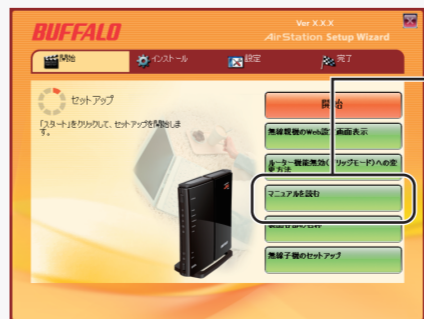 BUFFALO
Ver X.X.X
AirStation Setup Wizard
開始
インストール
設定
完了
セットアップ
「スタート」をクリックして、セットアップを開始しま
す。
開始
無線親機のWeb設定画面表示
ルーター機能無効(ブリッジモード)への変
更方法
マニュアルを読む
無線子機のセットアップ